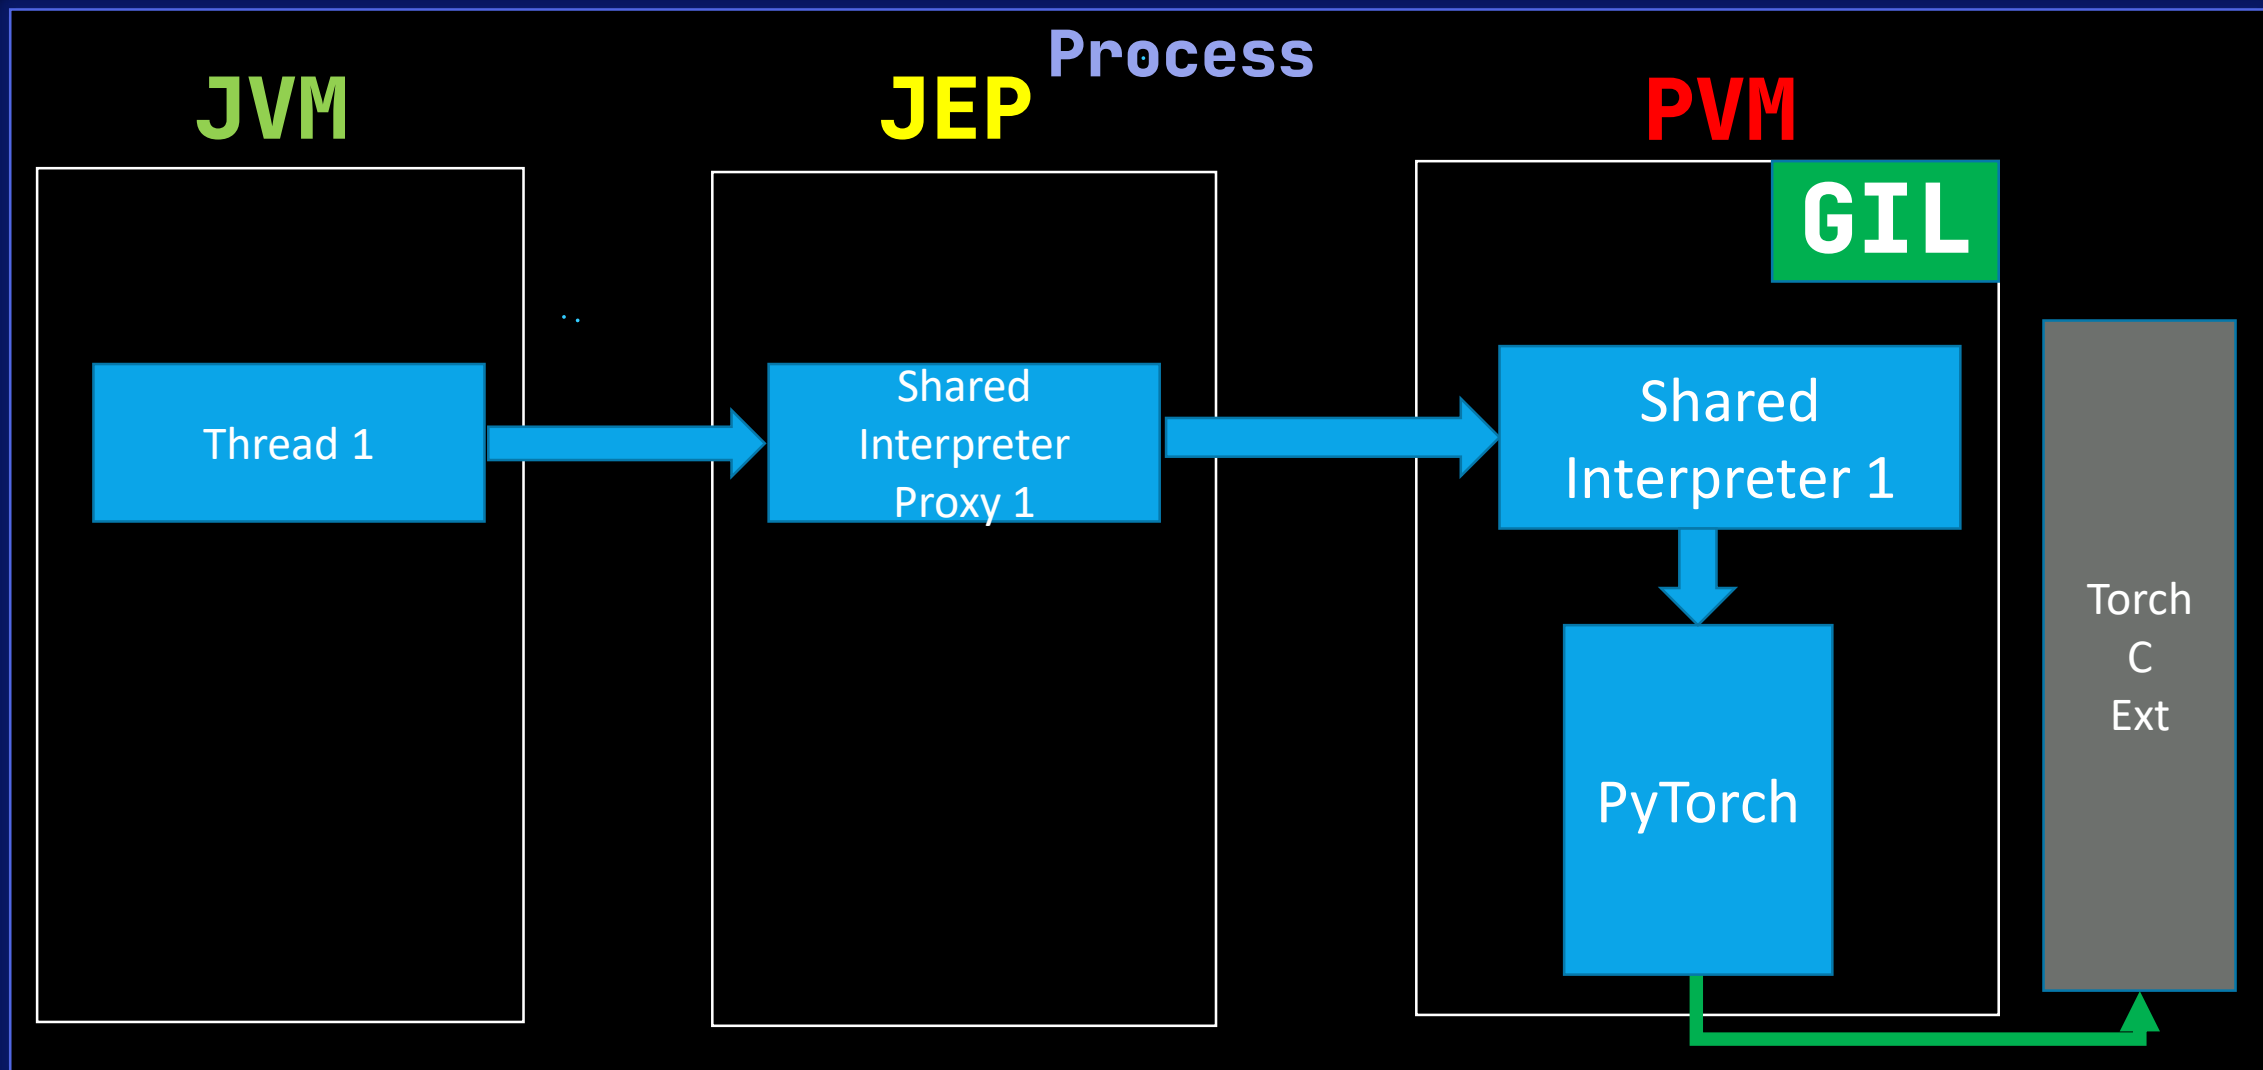 Process
JVM
JEP
PVM
GIL
Thread 1
Shared
Interpreter
Proxy 1
Shared
Interpreter 1
PyTorch
Torch
C
Ext